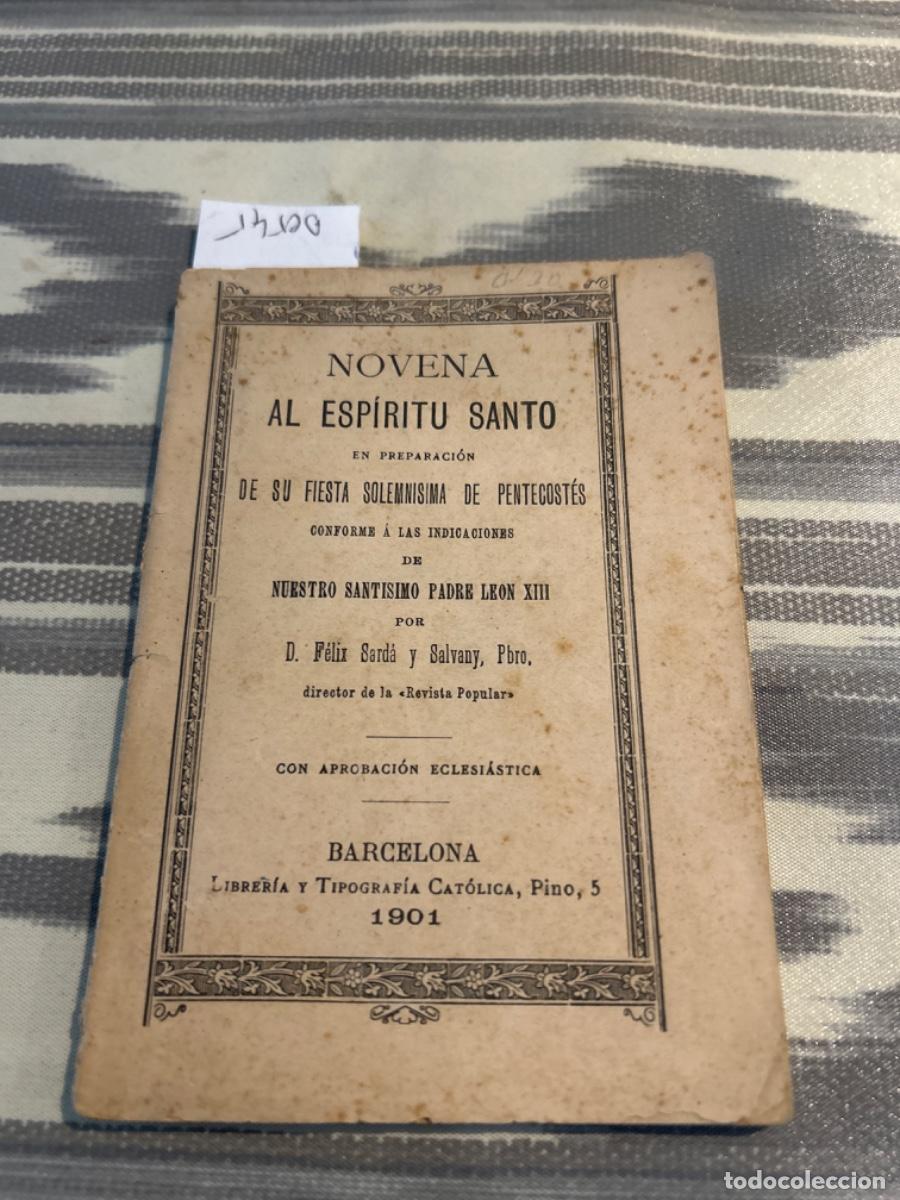 NOVENA
AL ESPÍRITU SANTO
EN PREPARACIÓN
DE SU FIESTA SOLEMNISIMA DE PENTECOSTÉS
CONFORME Á LAS INDICACIONES
DE
NUESTRO SANTISIMO PADRE LEON XIII
POR
D. Félix Sardá y Salvany, Pbro.
director de la «Revista Popular»
CON APROBACIÓN ECLESIÁSTICA
BARCELONA
LIBRERÍA Y TIPOGRAFÍA CATÓLICA, Pino, 5
1901
todocoleccion